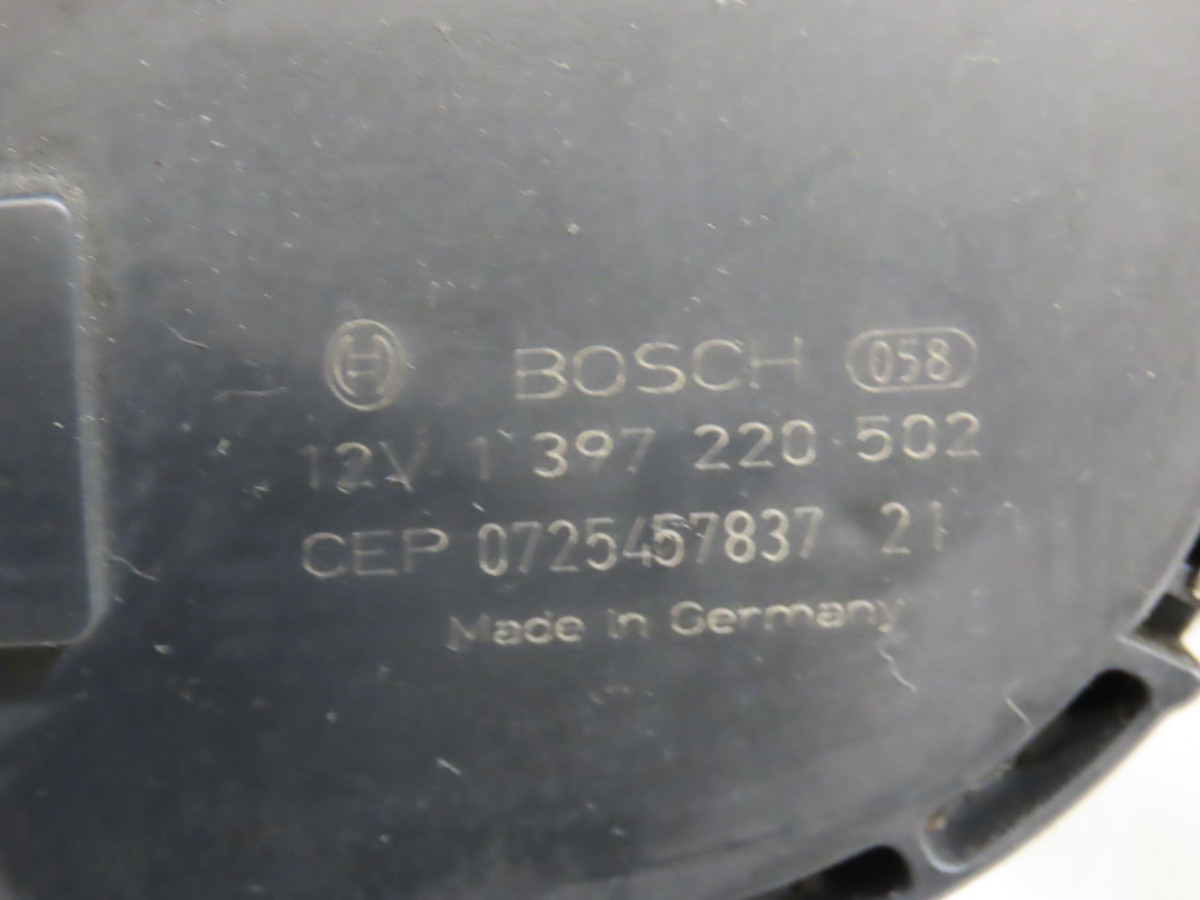 BOSCH 058
12V 1 397 220 502
CEP 0725457837 21
Made in Germany